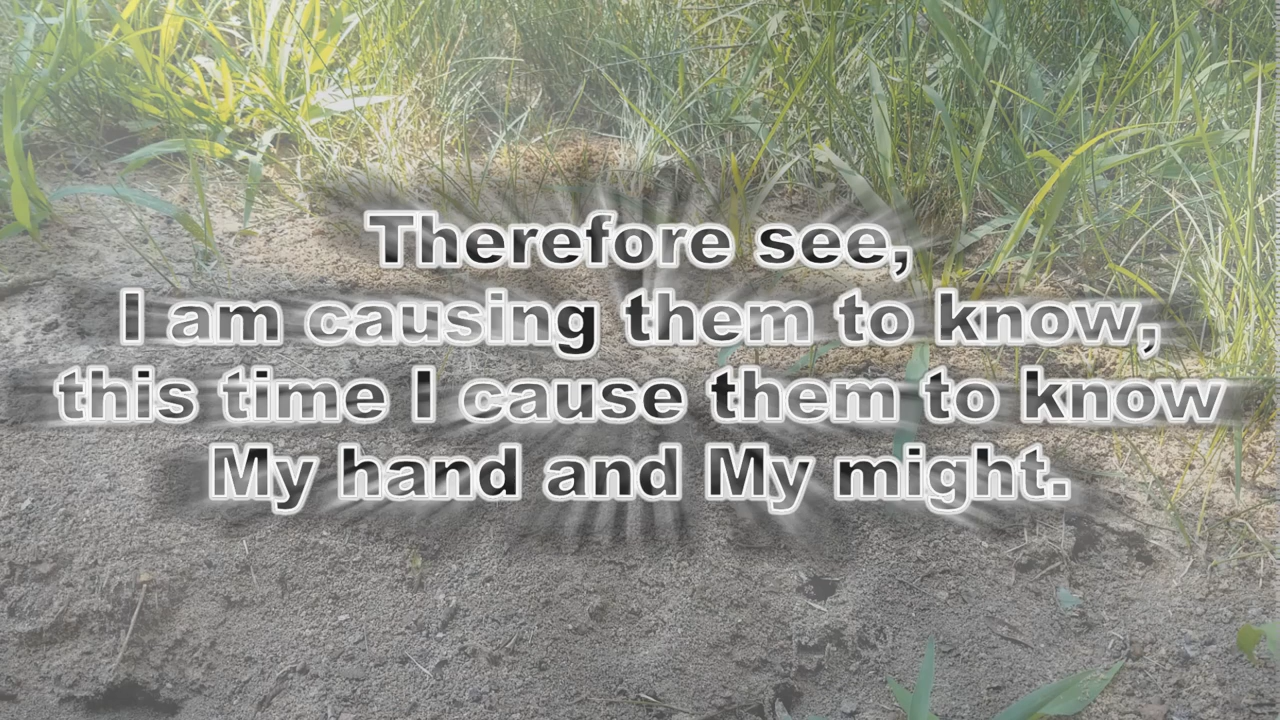 Therefore see,
I am causing them to know,
this time I cause them to know
My hand and My might.